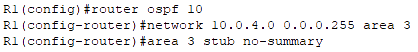 R1(config)#router ospf 10
R1(config-router)#network 10.0.4.0 0.0.0.255 area 3
R1(config-router)#area 3 stub no-summary